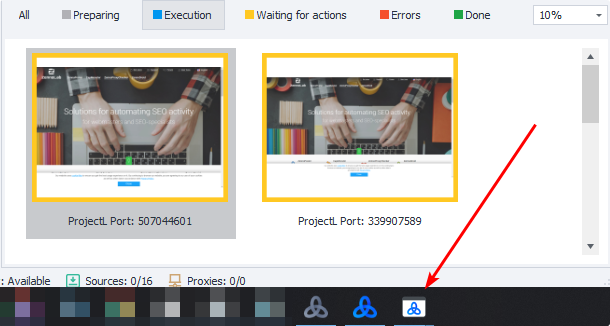 All Preparing Execution Waiting for actions Errors Done 10%
Solutions for automating SEO activity
Solutions for automating SEO activity
ProjectL Port: 507044601 ProjectL Port: 339907589
: Available Sources: 0/16 Proxies: 0/0